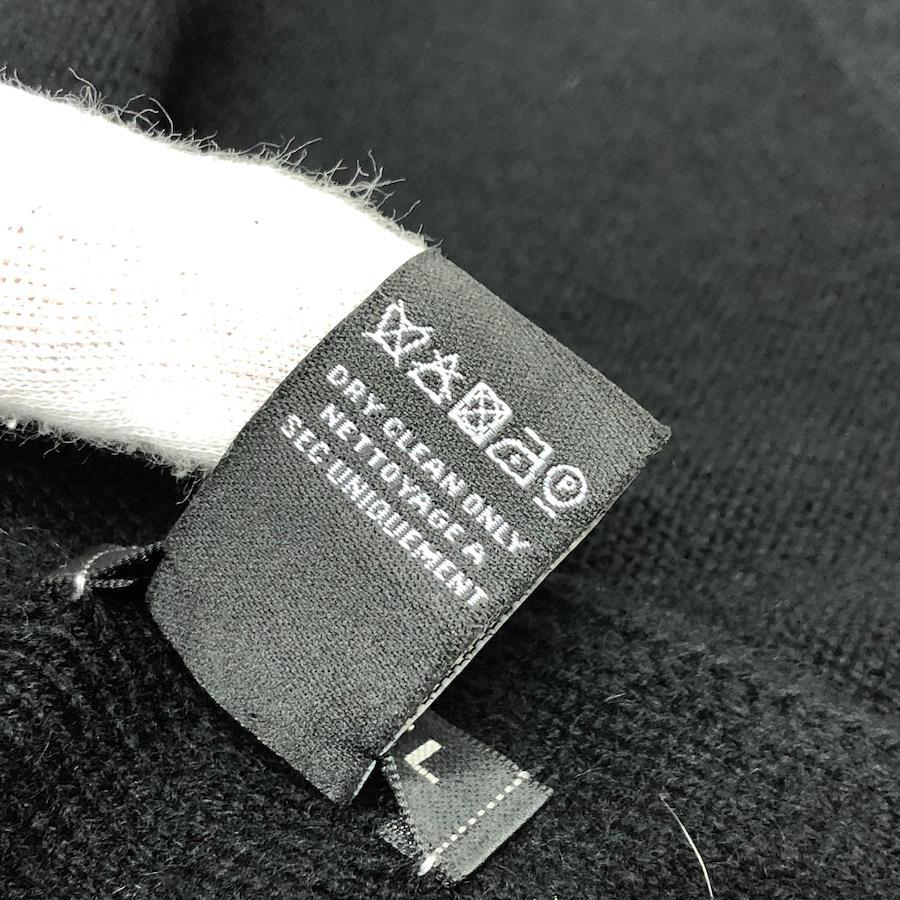 P
DRY CLEAN ONLY
NETTOYAGE A
SEC UNIQUEMENT
L